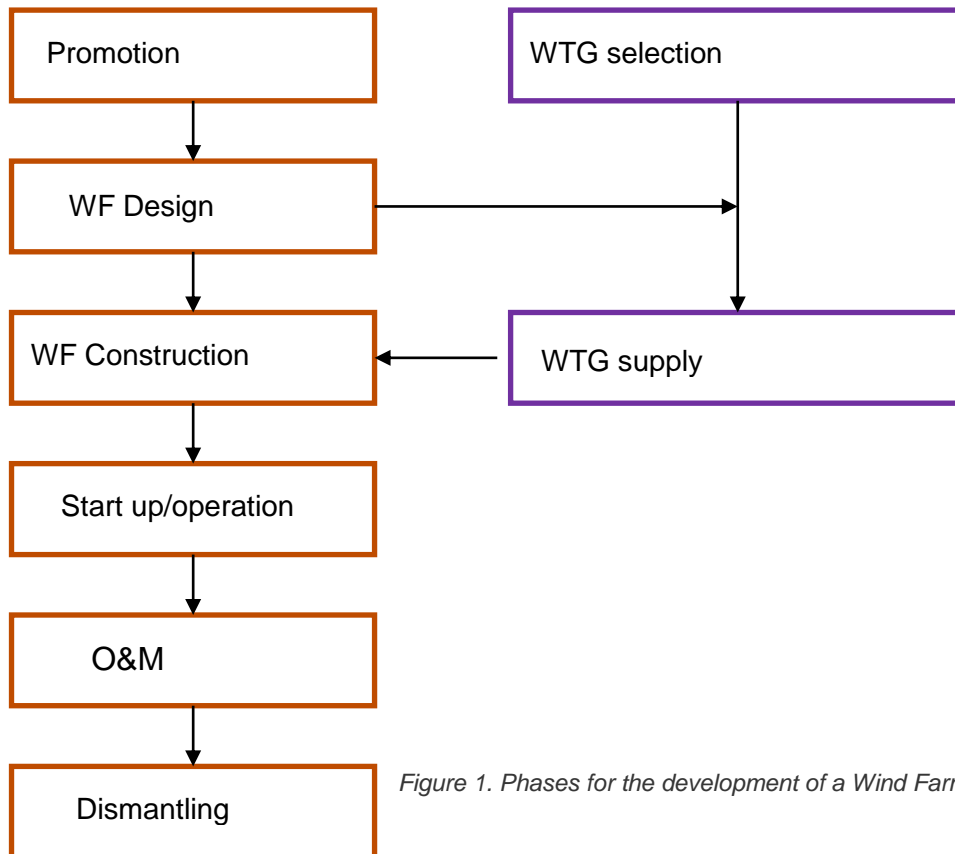 Promotion
WTG selection
WF Design
WF Construction
WTG supply
Start up/operation
O&M
Dismantling
Figure 1. Phases for the development of a Wind